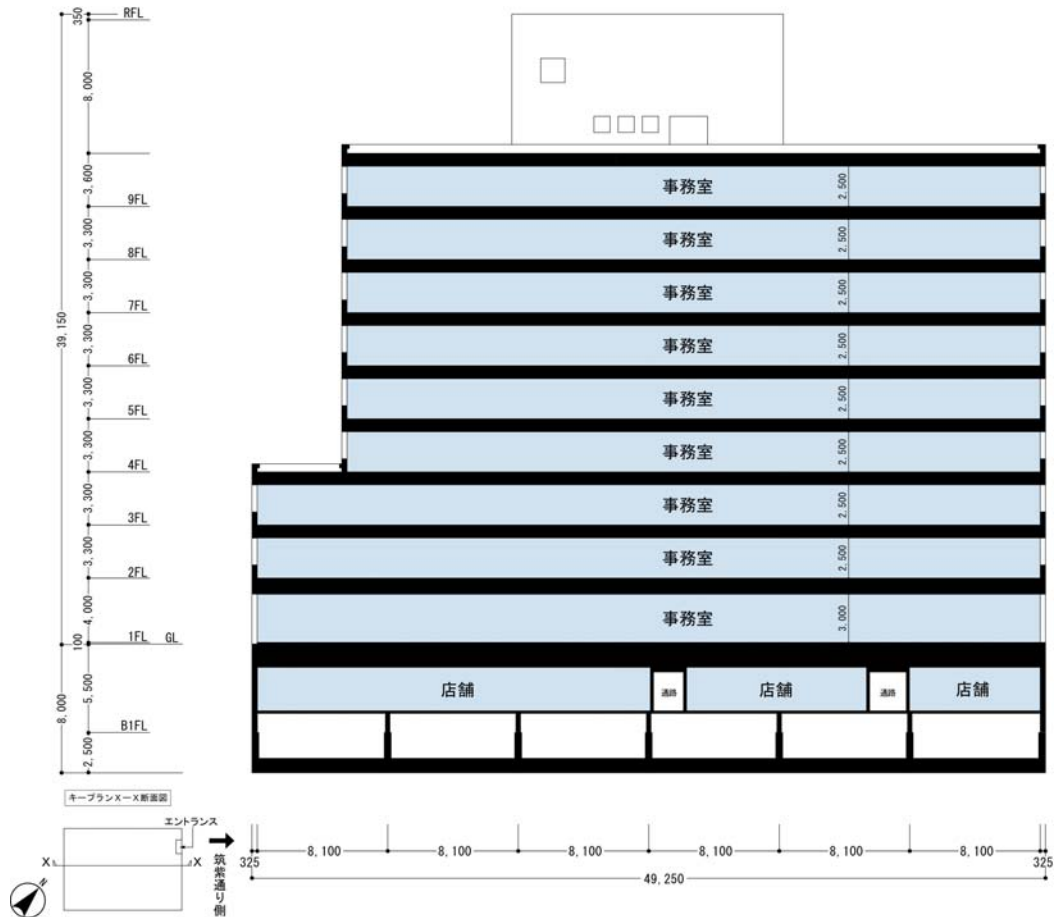 350
RFL
8,000
3,600
9FL
3,300
8FL
3,300
7FL
3,300
6FL
3,300
5FL
3,300
4FL
3,300
3FL
3,300
2FL
4,000
1FL GL
100
5,500
B1FL
2,500
39,150
8,000
事務室 2,500
事務室 2,500
事務室 2,500
事務室 2,500
事務室 2,500
事務室 2,500
事務室 2,500
事務室 2,500
事務室 3,000
店舗 通路 店舗 通路 店舗
キープランX-X断面図
エントランス
X X
N
筑紫通り側
325 8,100 8,100 8,100 8,100 8,100 8,100 325
49,250